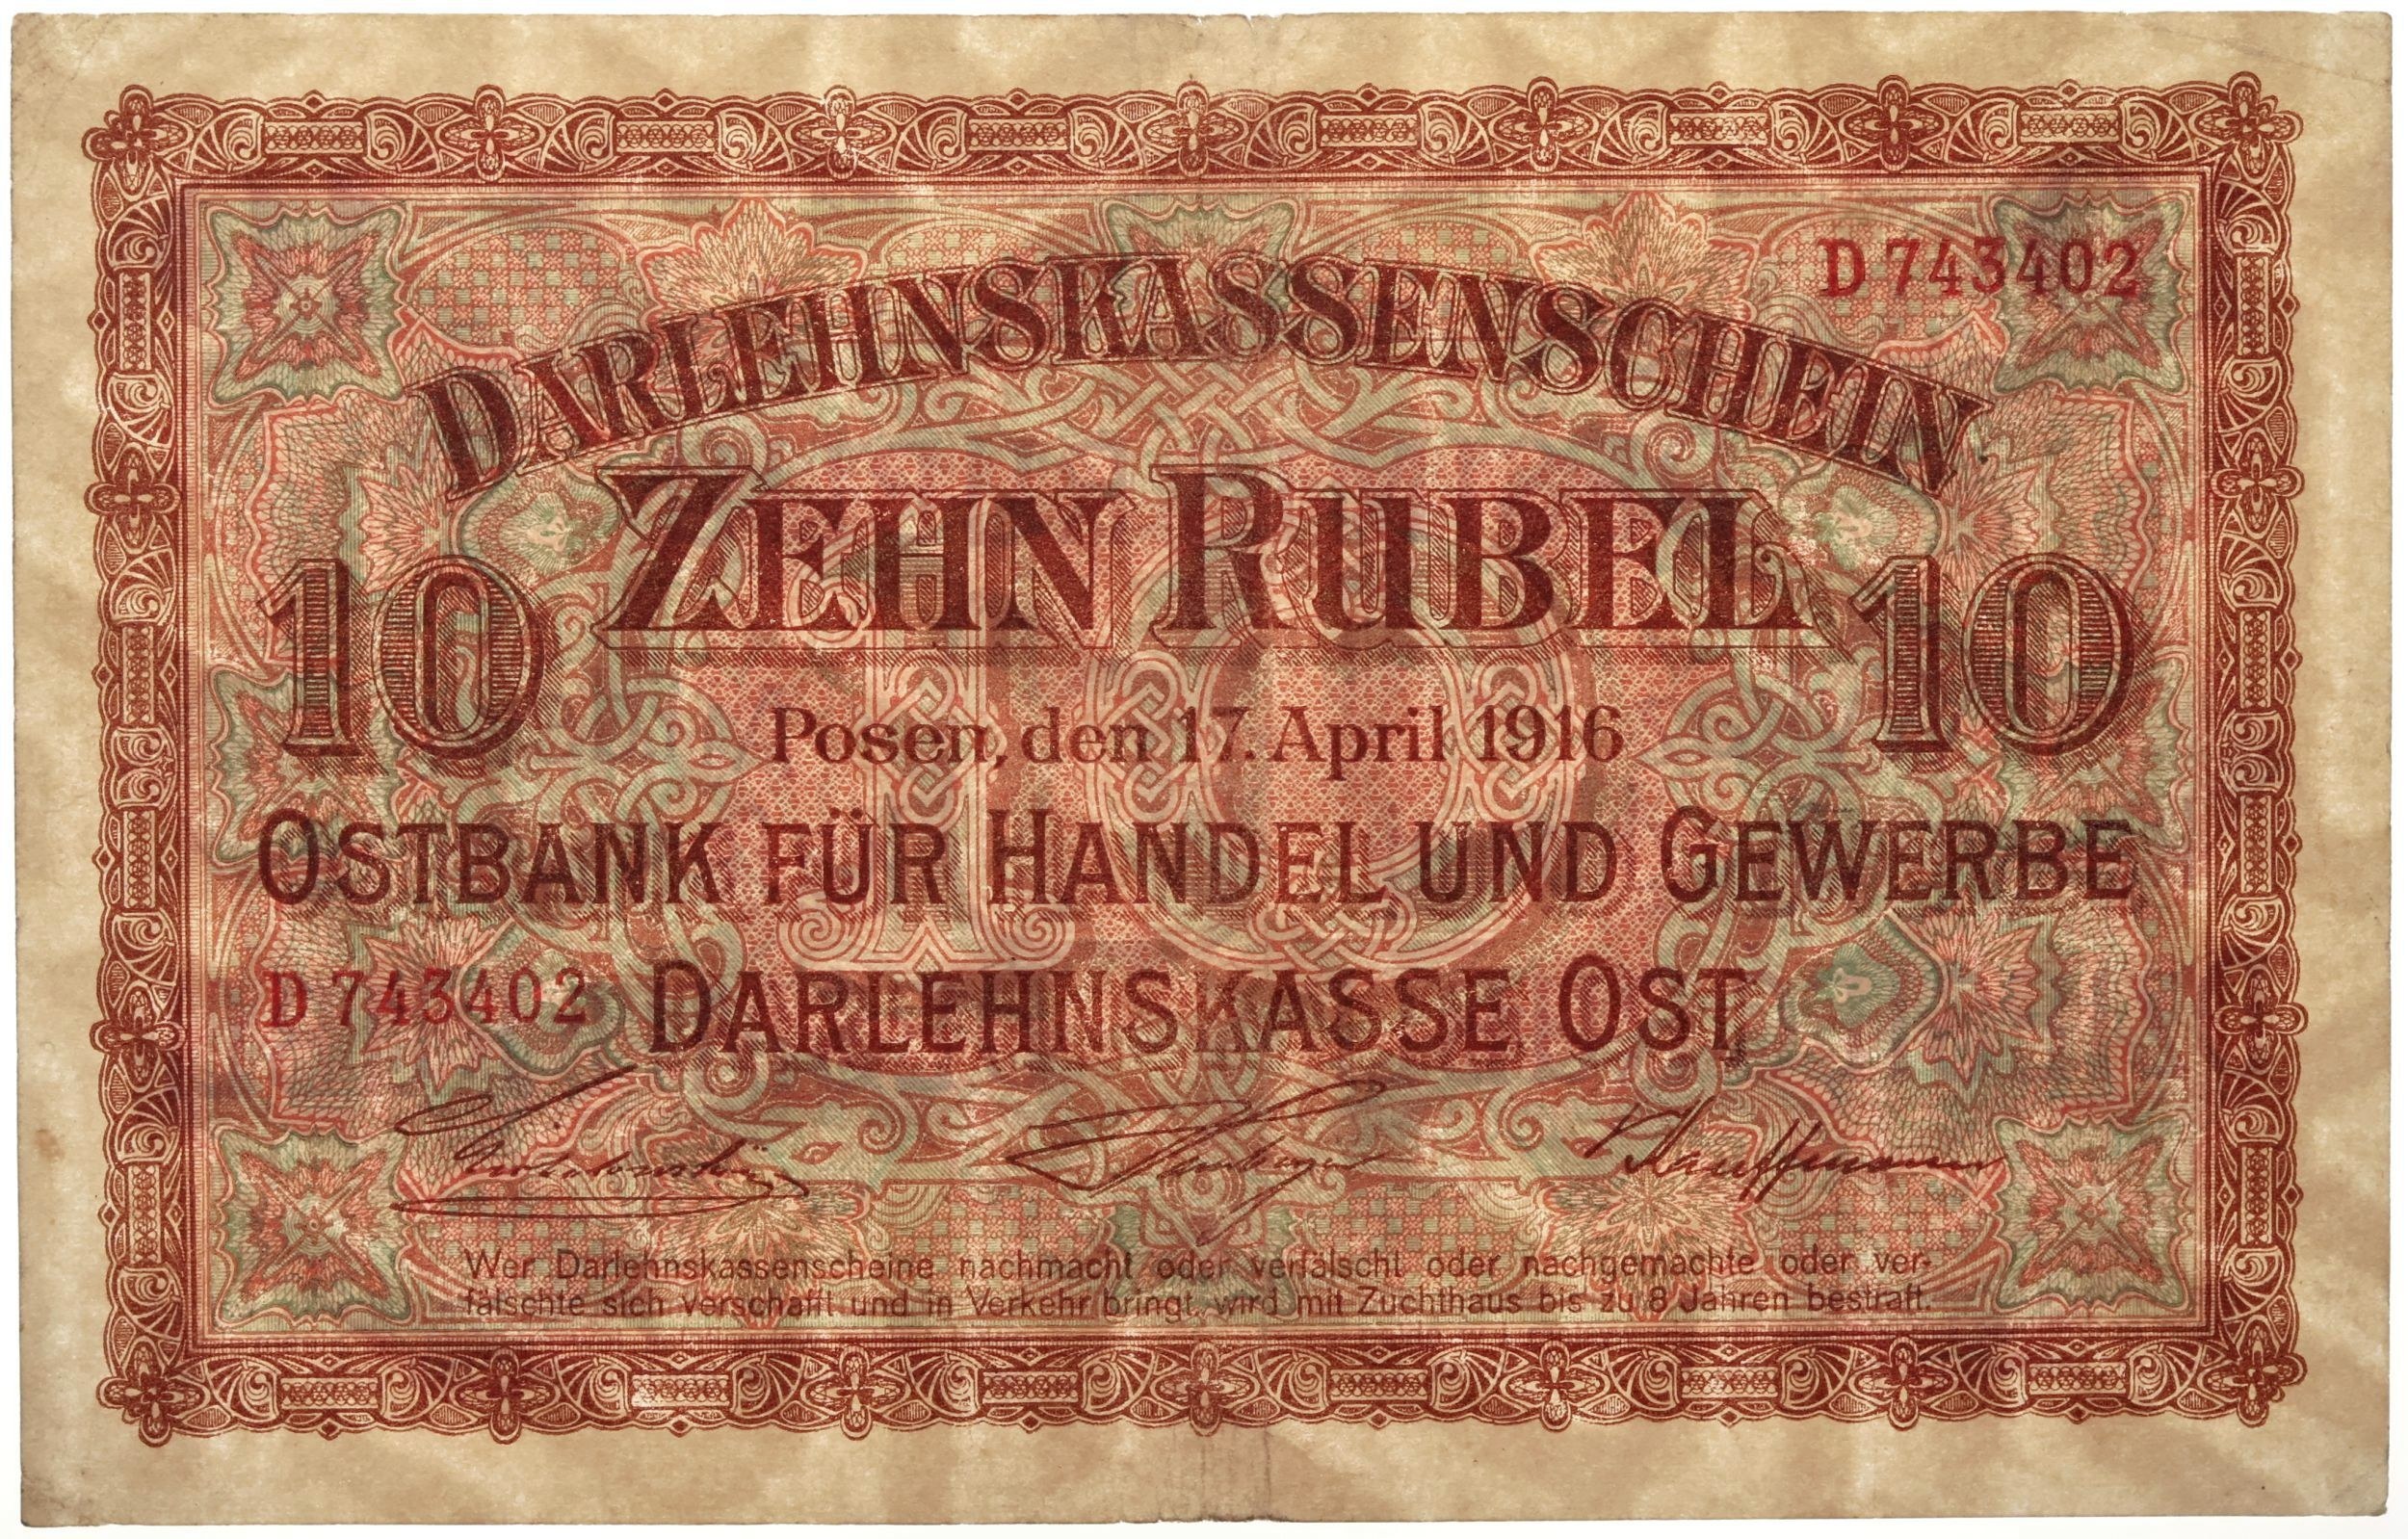 D 743402
DARLEHNSKASSENSCHEIN
ZEHN RUBEL
10
10
Posen, den 17. April 1916
OSTBANK FÜR HANDEL UND GEWERBE
D 743402
DARLEHNSKASSE OST
Kauffmann
Wer Darlehnskassenscheine nachmacht oder verfälscht oder nachgemachte oder ver-
fälschte sich verschafft und in Verkehr bringt, wird mit Zuchthaus bis zu 8 Jahren bestraft.